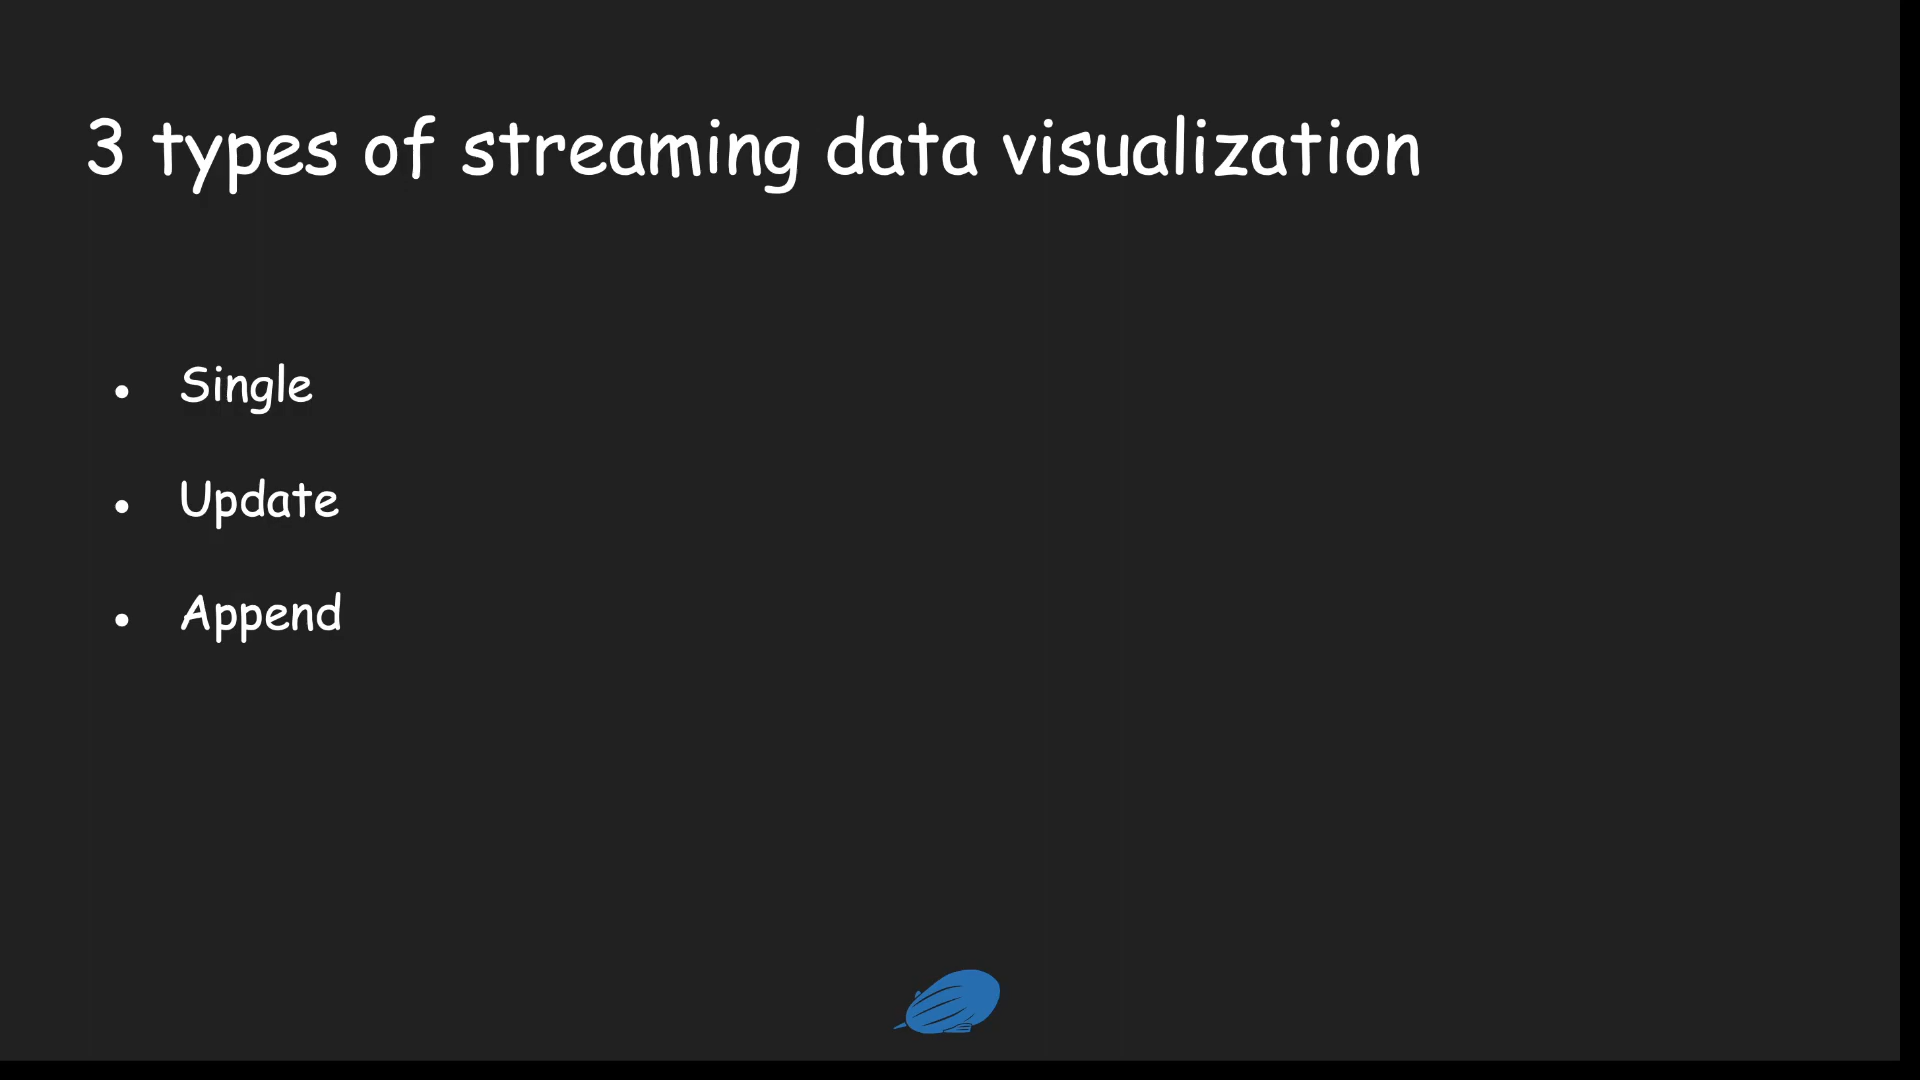 3 types of streaming data visualization
● Single
● Update
● Append